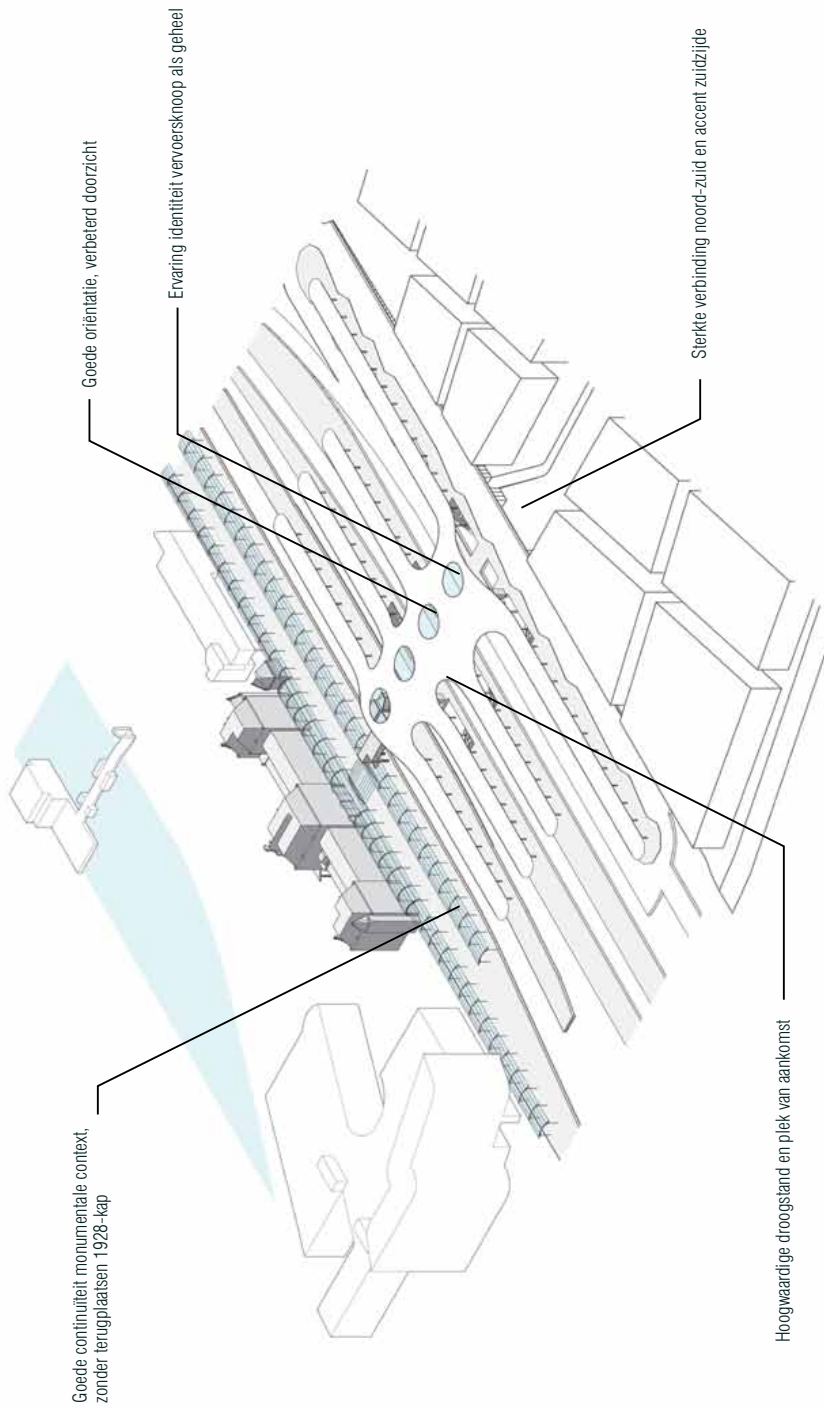 Goede continuïteit monumentale context,
zonder terugplaatsen 1928-kap
Goede oriëntatie, verbeterd doorzicht
Ervaring identiteit vervoersknoop als geheel
Hoogwaardige droogstand en plek van aankomst
Sterkte verbinding noord-zuid en accent zuidzijde